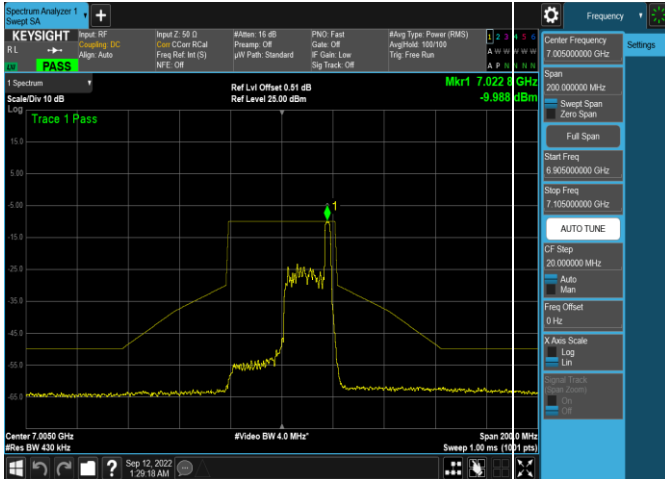 Spectrum Analyzer 1
Swept SA
+
Frequency
KEYSIGHT
R L
LV
PASS
Input: RF
Coupling: DC
Align: Auto
Input Z: 50 Ω
Corr CCorr RCal
Freq Ref: Int (S)
NFE: Off
#Atten: 16 dB
Preamp: Off
µW Path: Standard
PNO: Fast
Gate: Off
IF Gain: Low
Sig Track: Off
#Avg Type: Power (RMS)
Avg|Hold: 100/100
Trig: Free Run
1 2 3 4 5 6
A W W W W W
A P N N N N
1 Spectrum
Scale/Div 10 dB
Ref Lvl Offset 0.51 dB
Ref Level 25.00 dBm
Mkr1 7.022 8 GHz
-9.988 dBm
Log
Trace 1 Pass
15.0
5.00
-5.00
1
-15.0
-25.0
-35.0
-45.0
-55.0
-65.0
Center 7.0050 GHz
#Res BW 430 kHz
#Video BW 4.0 MHz*
Span 200.0 MHz
Sweep 1.00 ms (1001 pts)
Sep 12, 2022
1:29:18 AM
?
Center Frequency
7.005000000 GHz
Settings
Span
200.000000 MHz
Swept Span
Zero Span
Full Span
Start Freq
6.905000000 GHz
Stop Freq
7.105000000 GHz
AUTO TUNE
CF Step
20.000000 MHz
Auto
Man
Freq Offset
0 Hz
X Axis Scale
Log
Lin
Signal Track
(Span Zoom)
On
Off